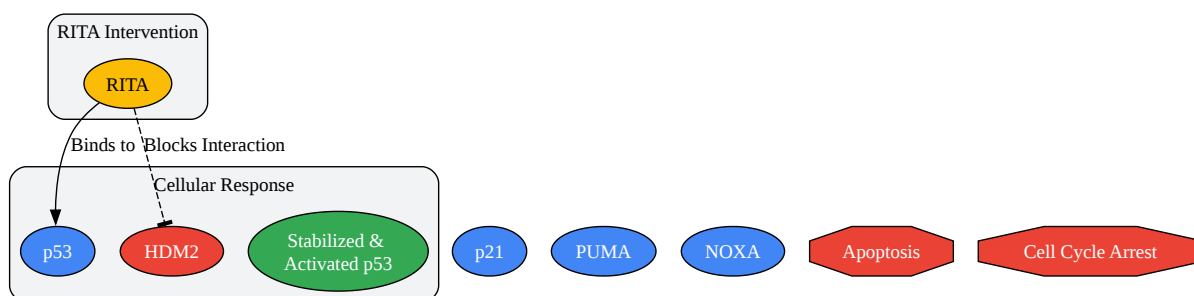 RITA Intervention
RITA
Binds to
Blocks Interaction
Cellular Response
p53
HDM2
Stabilized &
Activated p53
p21
PUMA
NOXA
Apoptosis
Cell Cycle Arrest